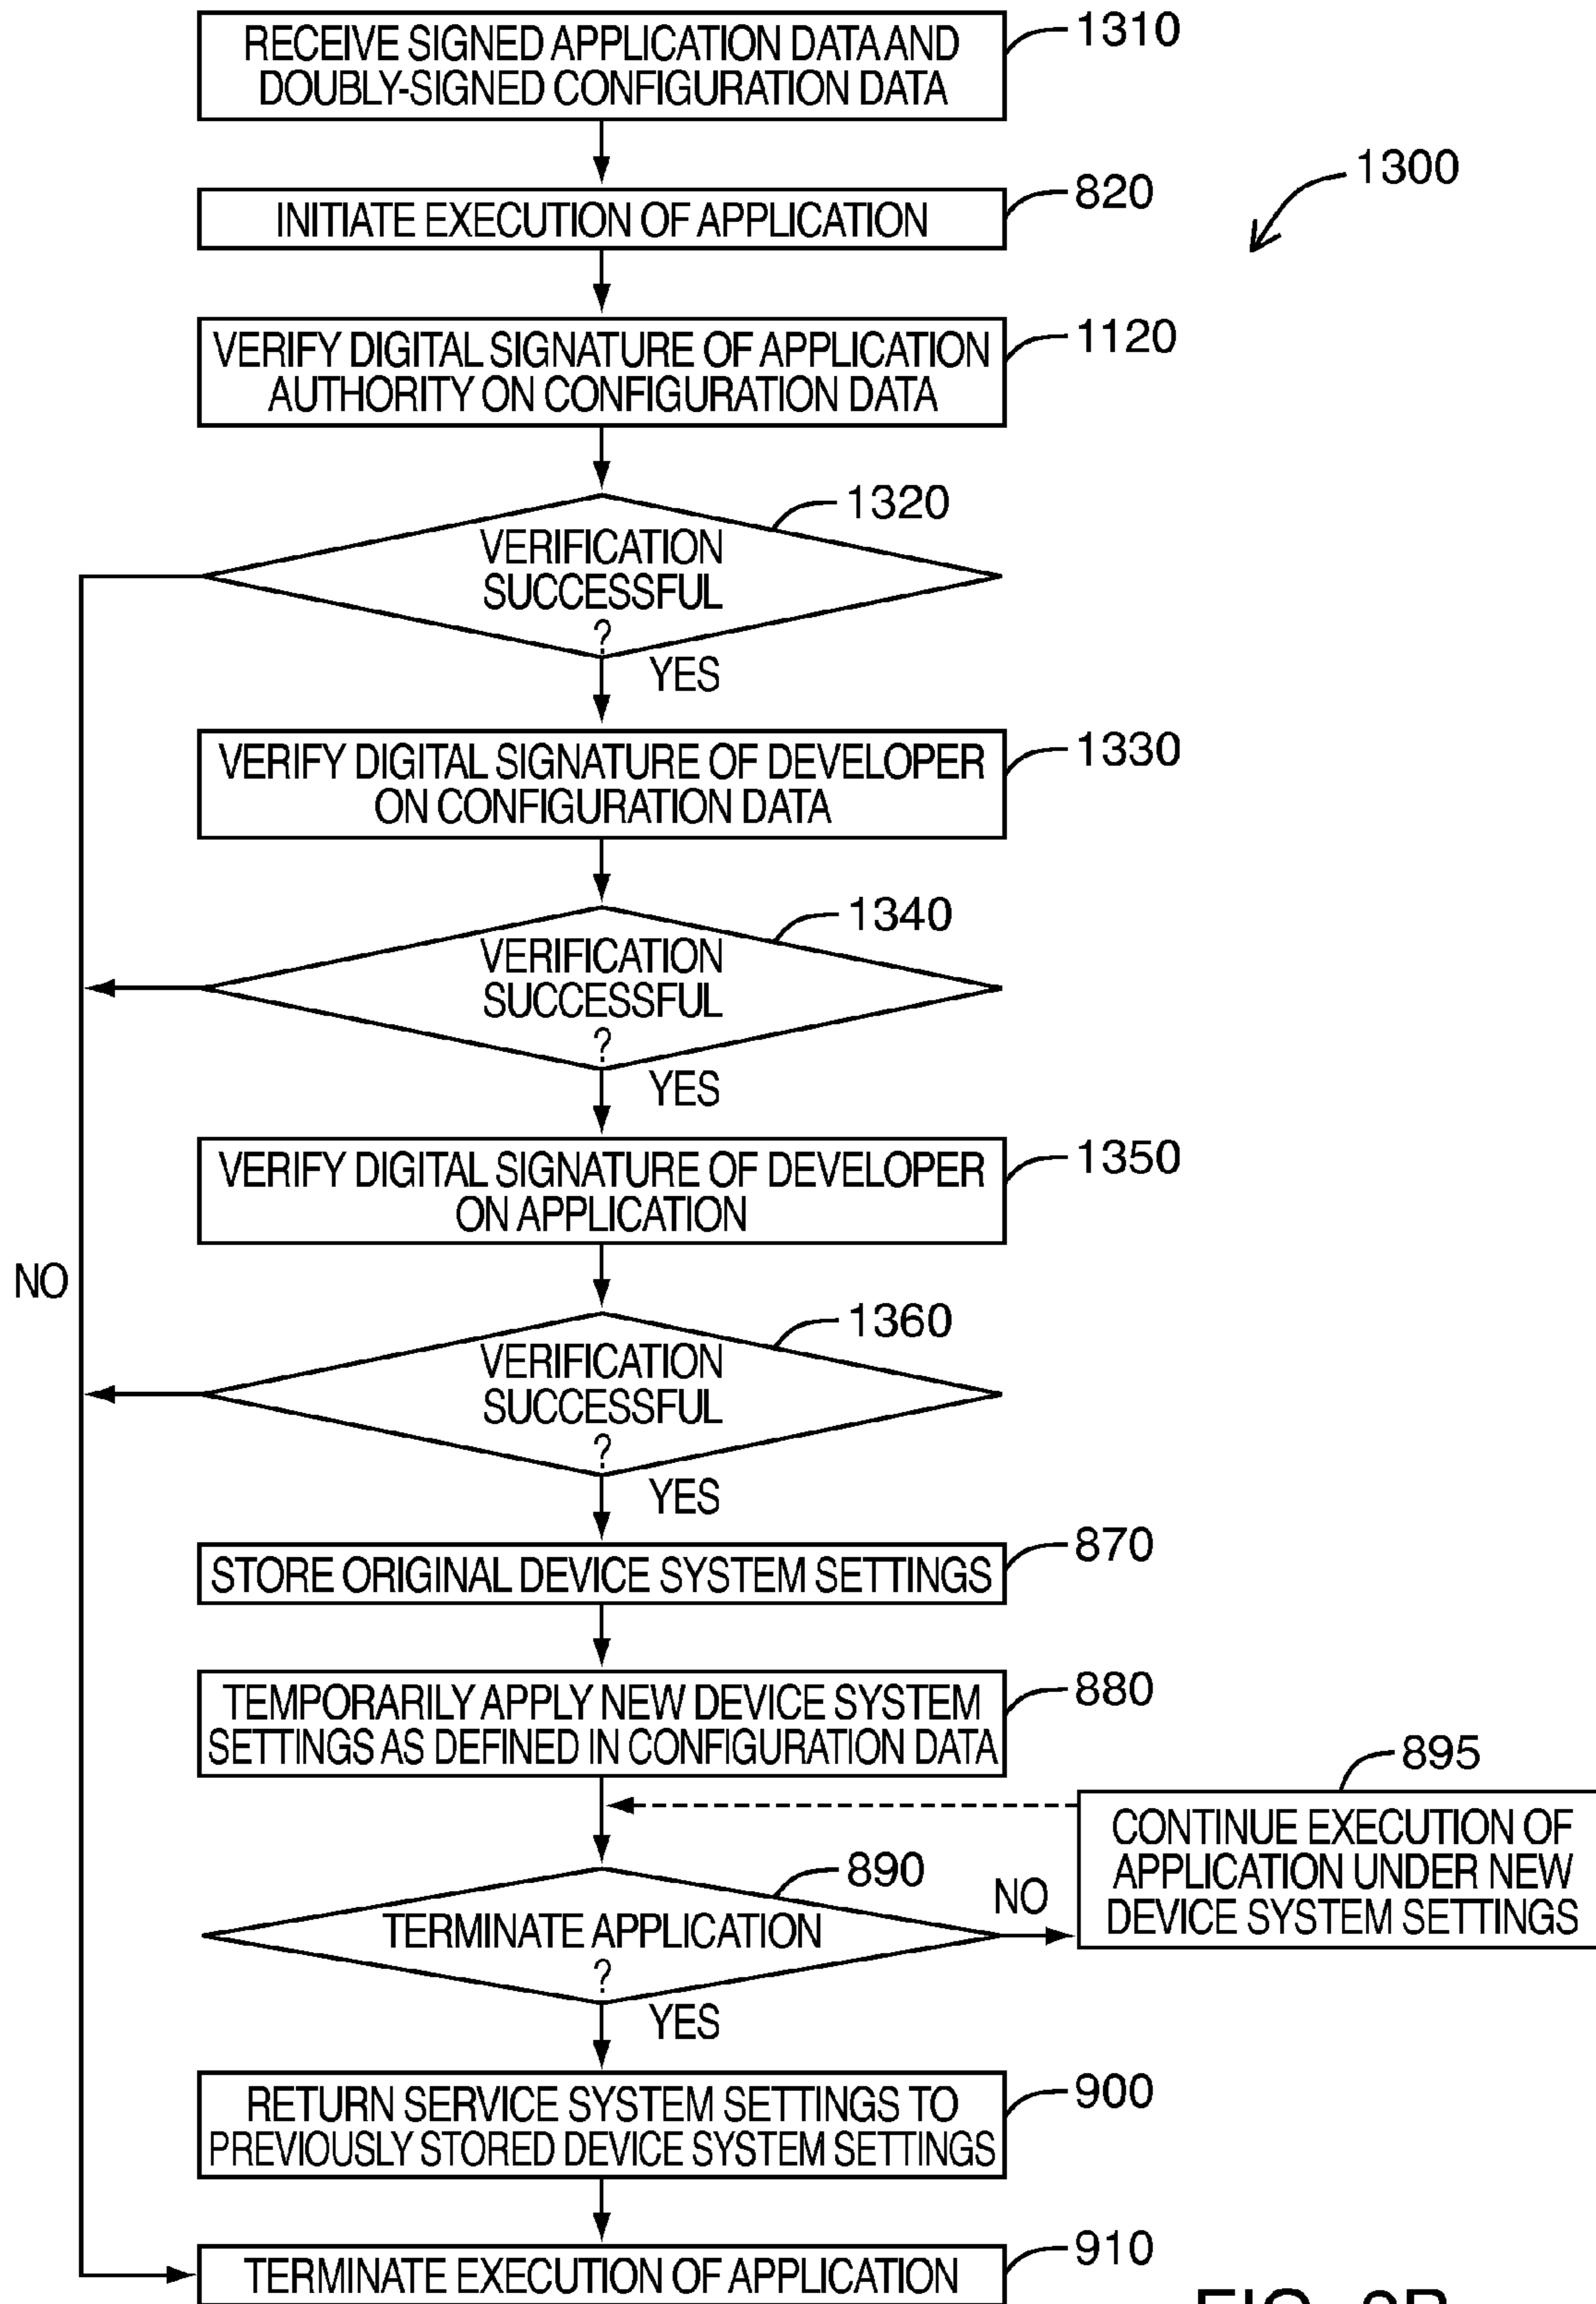 RECEIVE SIGNED APPLICATION DATA AND
DOUBLY-SIGNED CONFIGURATION DATA
1310
1300
INITIATE EXECUTION OF APPLICATION
820
VERIFY DIGITAL SIGNATURE OF APPLICATION
AUTHORITY ON CONFIGURATION DATA
1120
1320
VERIFICATION
SUCCESSFUL
?
YES
VERIFY DIGITAL SIGNATURE OF DEVELOPER
ON CONFIGURATION DATA
1330
1340
VERIFICATION
SUCCESSFUL
?
YES
VERIFY DIGITAL SIGNATURE OF DEVELOPER
ON APPLICATION
1350
NO
1360
VERIFICATION
SUCCESSFUL
?
YES
STORE ORIGINAL DEVICE SYSTEM SETTINGS
870
TEMPORARILY APPLY NEW DEVICE SYSTEM
SETTINGS AS DEFINED IN CONFIGURATION DATA
880
895
CONTINUE EXECUTION OF
APPLICATION UNDER NEW
DEVICE SYSTEM SETTINGS
890
NO
TERMINATE APPLICATION
?
YES
RETURN SERVICE SYSTEM SETTINGS TO
PREVIOUSLY STORED DEVICE SYSTEM SETTINGS
900
TERMINATE EXECUTION OF APPLICATION
910